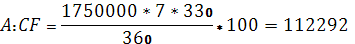 A:CF = 1750000 * 7 * 330 / 360 * 100 = 112292